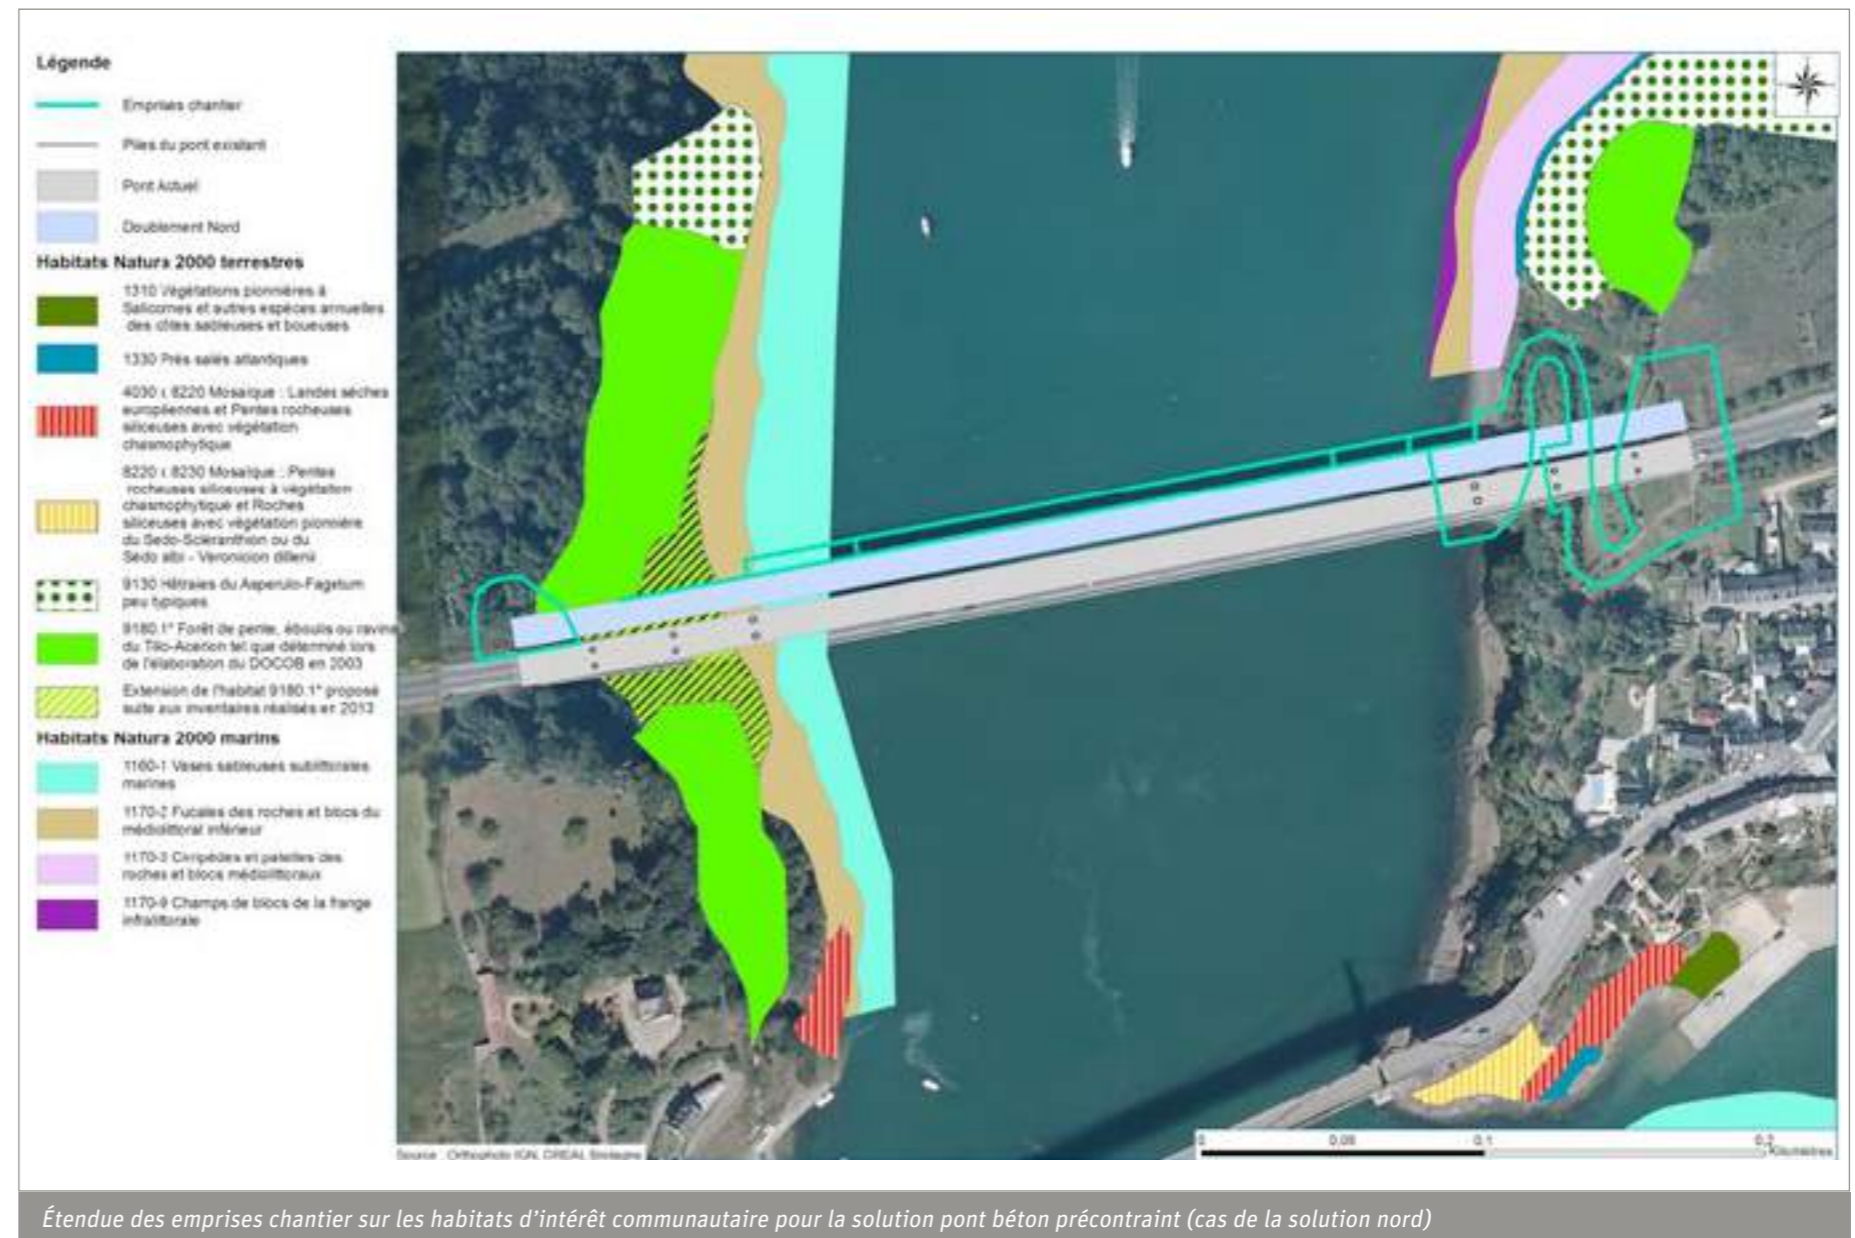 Légende
Emprises chantier
Piles du pont existant
Pont Actuel
Doublement Nord
Habitats Natura 2000 terrestres
1310 Végétations pionnières à
Salicornes et autres espèces annuelles
des côtes sableuses et boueuses
1330 Prés salés atlantiques
4030 x 8220 Mosaïque : Landes sèches
européennes et Pentes rocheuses
siliceuses avec végétation
chasmophytique
8220 x 8230 Mosaïque : Pentes
rocheuses siliceuses à végétation
chasmophytique et Roches
siliceuses avec végétation pionnière
du Sedo-Scleranthion ou du
Sedo albi - Veronicion dillenii
9130 Hêtraies du Asperulo-Fagetum
peu typiques
9180.1* Forêt de pente, éboulis ou ravine
du Tilio-Acerion tel que déterminé lors
de l'élaboration du DOCOB en 2003
Extension de l'habitat 9180.1* proposé
suite aux inventaires réalisés en 2013
Habitats Natura 2000 marins
1160-1 Vases sableuses sublittorales
marines
1170-2 Fucales des roches et blocs du
médiolittoral inférieur
1170-3 Cirripèdes et patelles des
roches et blocs médiolittoraux
1170-9 Champs de blocs de la frange
infralittorale
Source : Orthophoto IGN, DREAL Bretagne
0 0,05 0,1 0,2
Kilomètres
Étendue des emprises chantier sur les habitats d'intérêt communautaire pour la solution pont béton précontraint (cas de la solution nord)